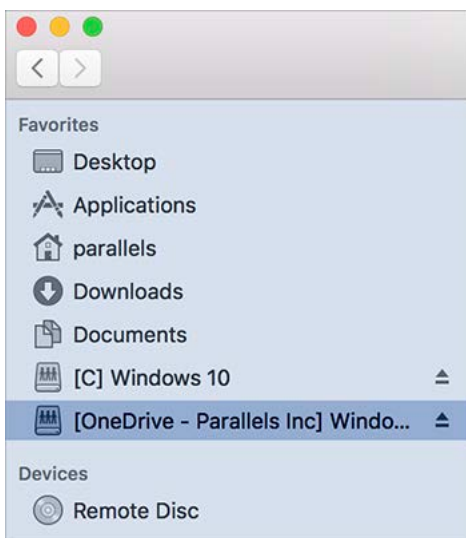 Favorites
Desktop
Applications
parallels
Downloads
Documents
[C] Windows 10
[OneDrive - Parallels Inc] Windo...
Devices
Remote Disc